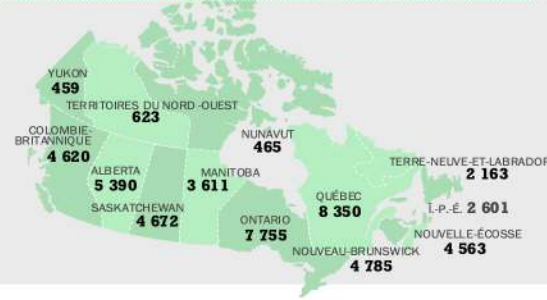 YUKON
459
TERRITOIRES DU NORD-OUEST
623
COLOMBIE-
BRITANNIQUE
4 620
NUNAVUT
465
TERRE-NEUVE-ET-LABRADOR
2 163
ALBERTA
5 390
MANITOBA
3 611
QUÉBEC
8 350
Î.-P.-É. 2 601
SASKATCHEWAN
4 672
ONTARIO
7 755
NOUVELLE-ÉCOSSE
4 563
NOUVEAU-BRUNSWICK
4 785